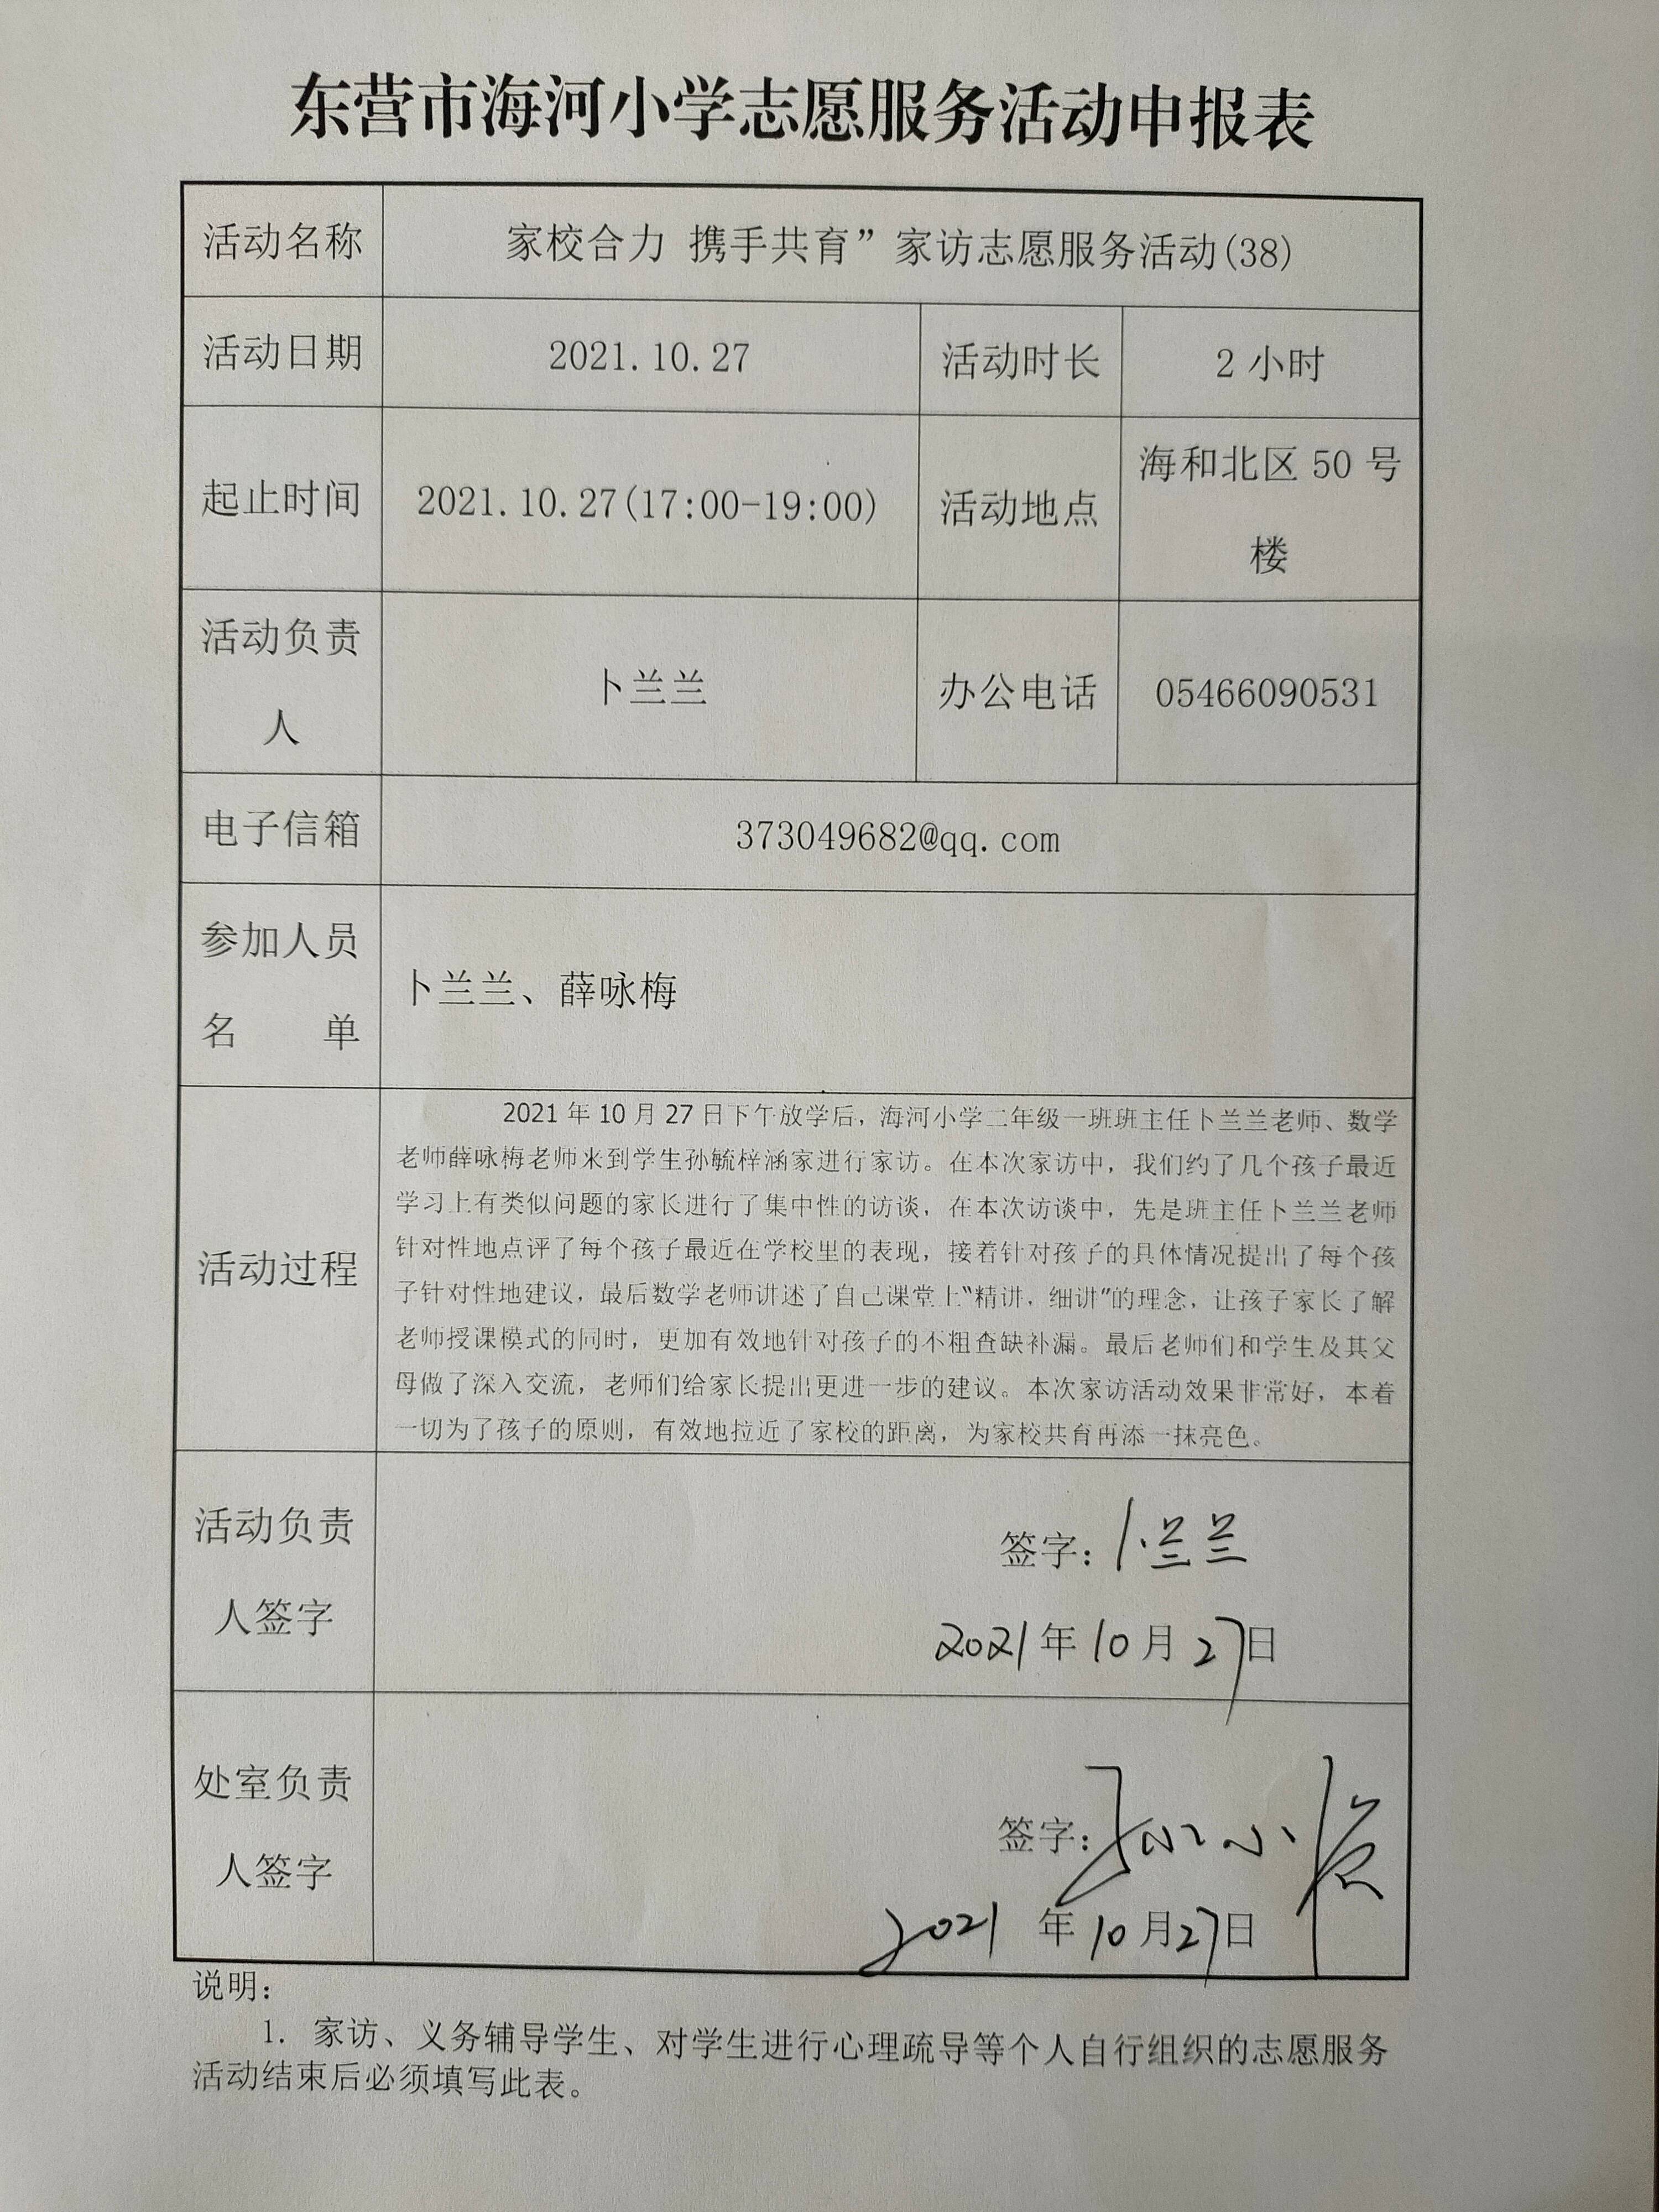 东营市海河小学志愿服务活动申报表
活动名称
家校合力 携手共育”家访志愿服务活动(38)
活动日期
2021.10.27
活动时长
2 小时
起止时间
2021.10.27(17:00-19:00)
活动地点
海和北区 50 号
楼
活动负责
人
卜兰兰
办公电话
05466090531
电子信箱
373049682@qq.com
参加人员
名 单
卜兰兰、薛咏梅
活动过程
2021 年 10 月 27 日下午放学后，海河小学二年级一班班主任卜兰兰老师、数学
老师薛咏梅老师来到学生孙毓梓涵家进行家访。在本次家访中，我们约了几个孩子最近
学习上有类似问题的家长进行了集中性的访谈，在本次访谈中，先是班主任卜兰兰老师
针对性地点评了每个孩子最近在学校里的表现，接着针对孩子的具体情况提出了每个孩
子针对性地建议，最后数学老师讲述了自己课堂上“精讲，细讲”的理念，让孩子家长了解
老师授课模式的同时，更加有效地针对孩子的不粗查缺补漏。最后老师们和学生及其父
母做了深入交流，老师们给家长提出更进一步的建议。本次家访活动效果非常好，本着
一切为了孩子的原则，有效地拉近了家校的距离，为家校共育再添一抹亮色。
活动负责
人签字
签字：卜兰兰
2021年10月27日
处室负责
人签字
签字：
2021 年10月27日
说明：
1. 家访、义务辅导学生、对学生进行心理疏导等个人自行组织的志愿服务
活动结束后必须填写此表。